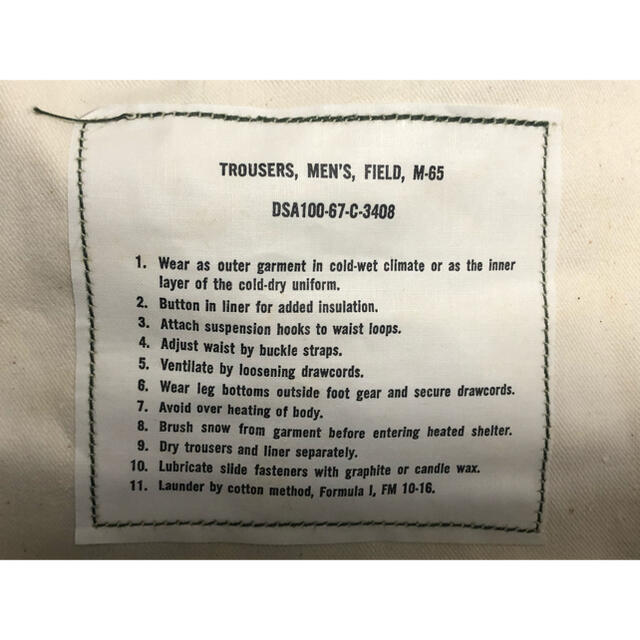 TROUSERS, MEN'S, FIELD, M-65
DSA100-67-C-3408
1. Wear as outer garment in cold-wet climate or as the inner
layer of the cold-dry uniform.
2. Button in liner for added insulation.
3. Attach suspension hooks to waist loops.
4. Adjust waist by buckle straps.
5. Ventilate by loosening drawcords.
6. Wear leg bottoms outside foot gear and secure drawcords.
7. Avoid over heating of body.
8. Brush snow from garment before entering heated shelter.
9. Dry trousers and liner separately.
10. Lubricate slide fasteners with graphite or candle wax.
11. Launder by cotton method, Formula I, FM 10-16.